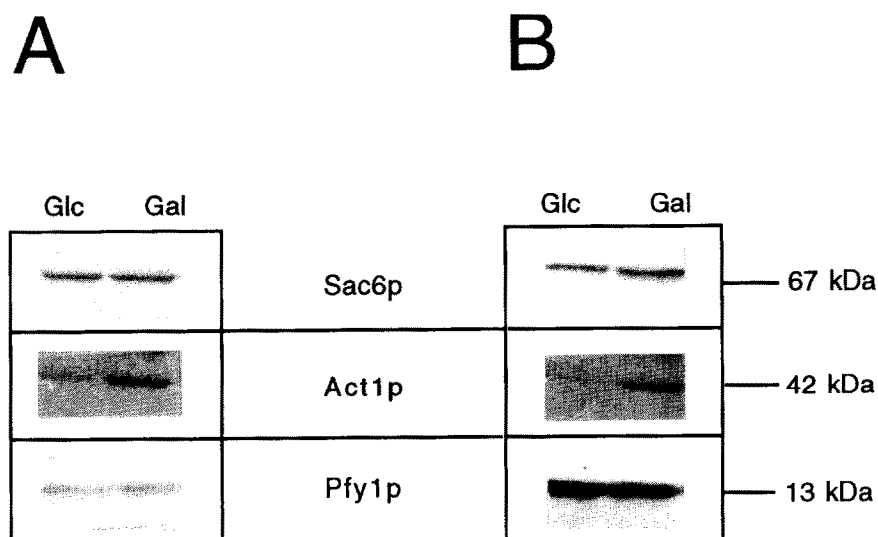 A B
Glc Gal Glc Gal
Sac6p 67 kDa
Act1p 42 kDa
Pfy1p 13 kDa